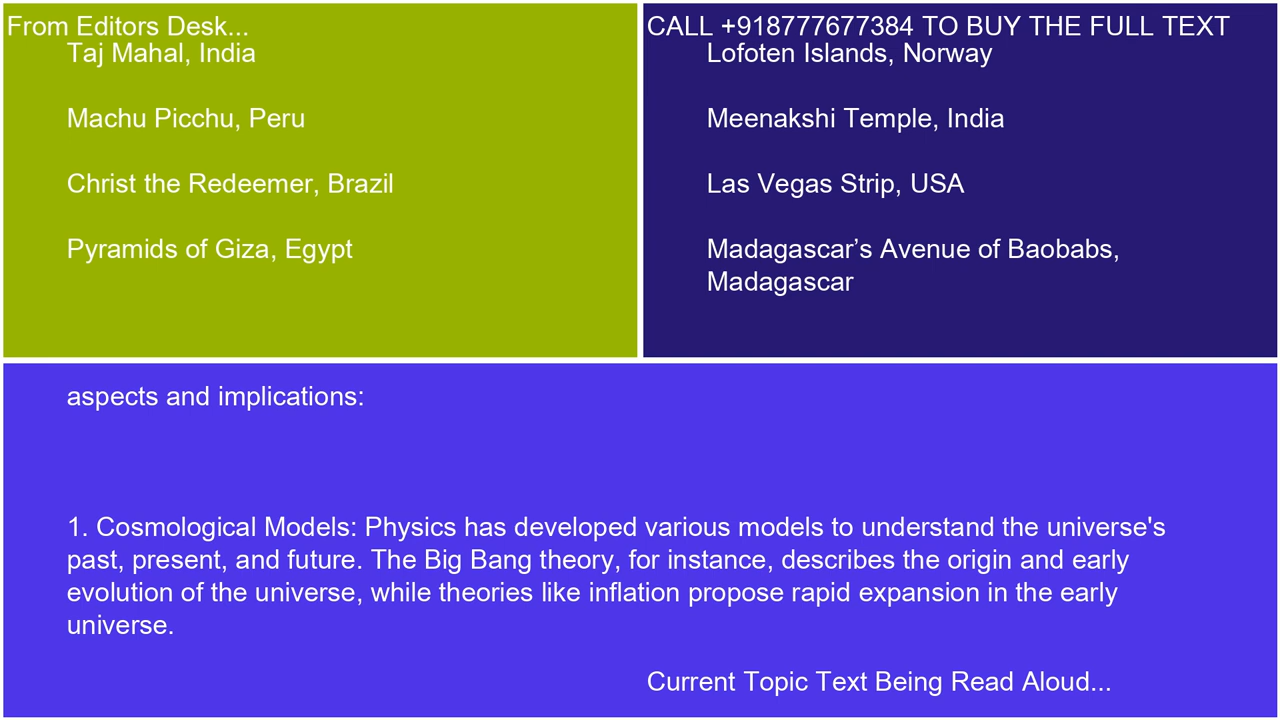 From Editors Desk...
Taj Mahal, India
Machu Picchu, Peru
Christ the Redeemer, Brazil
Pyramids of Giza, Egypt
CALL +918777677384 TO BUY THE FULL TEXT
Lofoten Islands, Norway
Meenakshi Temple, India
Las Vegas Strip, USA
Madagascar’s Avenue of Baobabs,
Madagascar
aspects and implications:
1. Cosmological Models: Physics has developed various models to understand the universe's
past, present, and future. The Big Bang theory, for instance, describes the origin and early
evolution of the universe, while theories like inflation propose rapid expansion in the early
universe.
Current Topic Text Being Read Aloud...